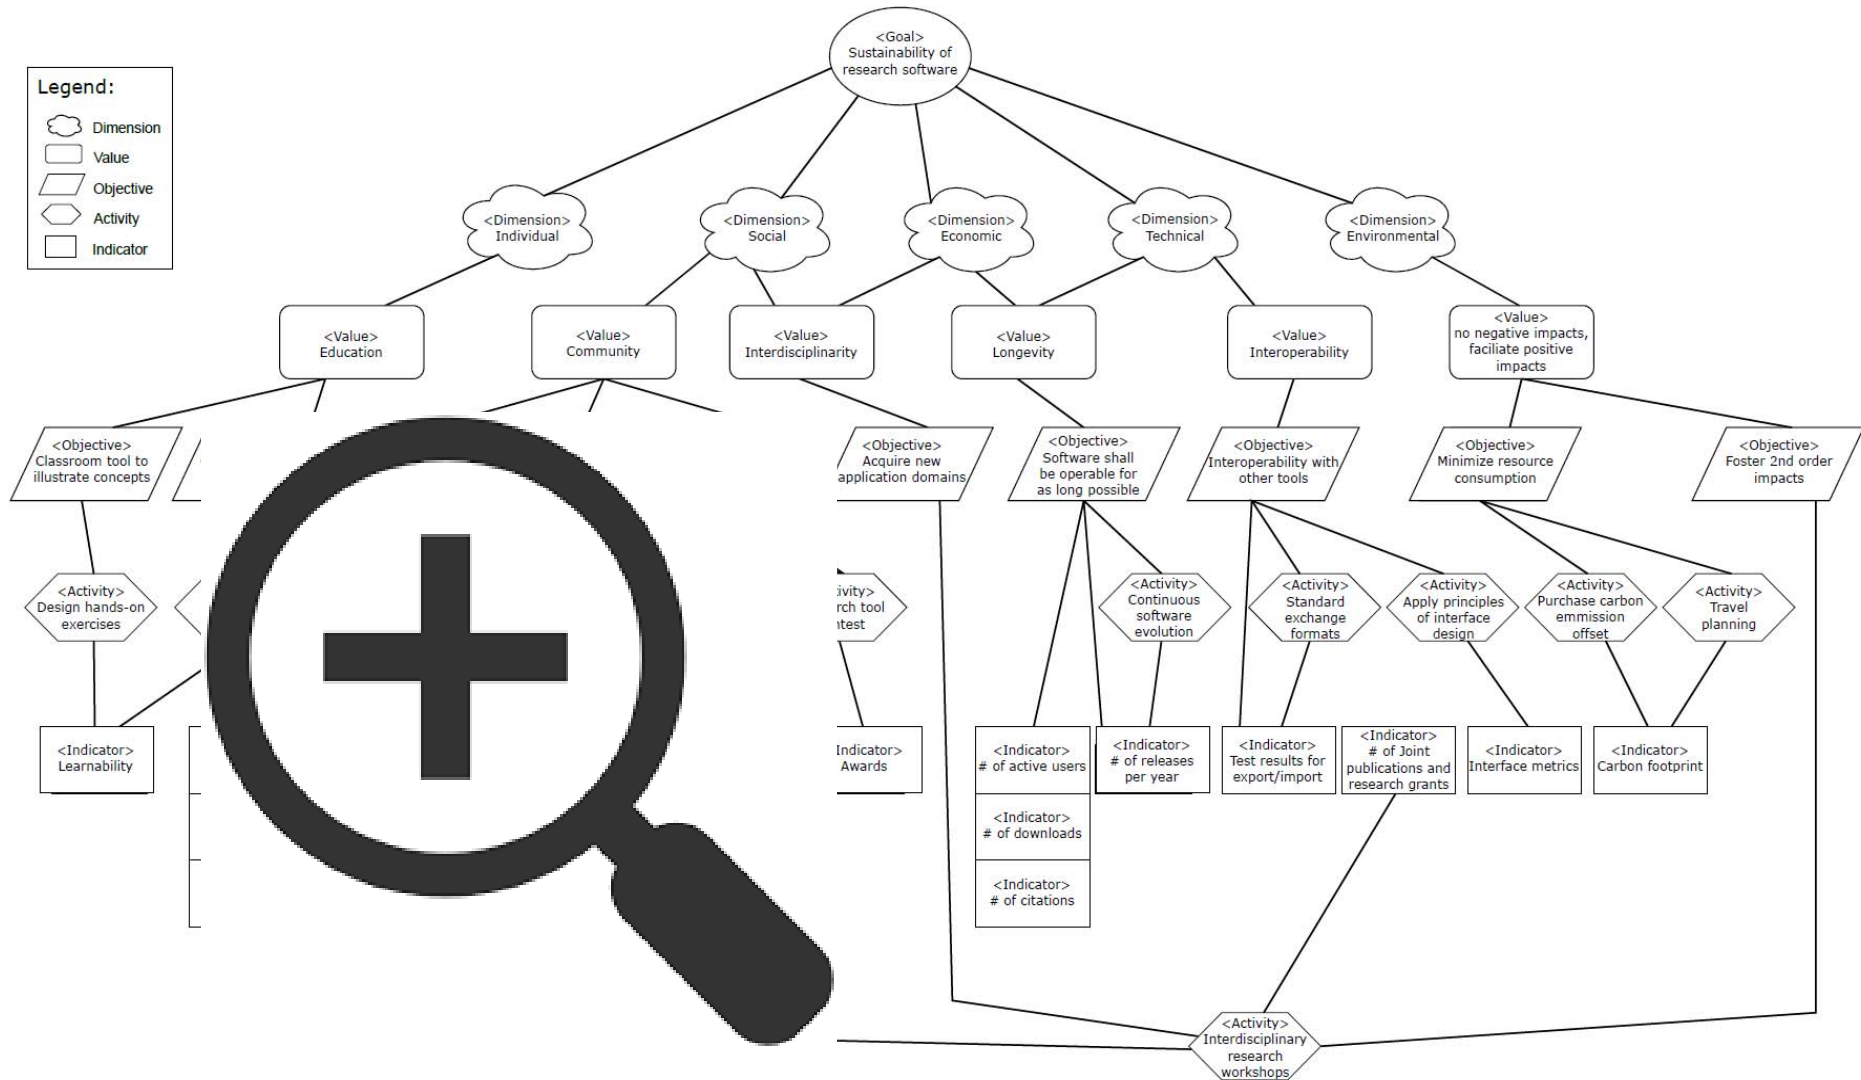 <Goal>
Sustainability of
research software
Legend:
Dimension
Value
Objective
Activity
Indicator
<Dimension>
Individual
<Dimension>
Social
<Dimension>
Economic
<Dimension>
Technical
<Dimension>
Environmental
<Value>
Education
<Value>
Community
<Value>
Interdisciplinarity
<Value>
Longevity
<Value>
Interoperability
<Value>
no negative impacts,
faciliate positive
impacts
<Objective>
Classroom tool to
illustrate concepts
<Objective>
Acquire new
application domains
<Objective>
Software shall
be operable for
as long possible
<Objective>
Interoperability with
other tools
<Objective>
Minimize resource
consumption
<Objective>
Foster 2nd order
impacts
<Activity>
Design hands-on
exercises
tool
<Activity>
Continuous
software
evolution
<Activity>
Standard
exchange
formats
<Activity>
Apply principles
of interface
design
<Activity>
Purchase carbon
emmission
offset
<Activity>
Travel
planning
<Indicator>
Learnability
Indicator>
Awards
<Indicator>
# of active users
<Indicator>
# of downloads
<Indicator>
# of citations
<Indicator>
# of releases
per year
<Indicator>
Test results for
export/import
<Indicator>
# of Joint
publications and
research grants
<Indicator>
Interface metrics
<Indicator>
Carbon footprint
<Activity>
Interdisciplinary
research
workshops